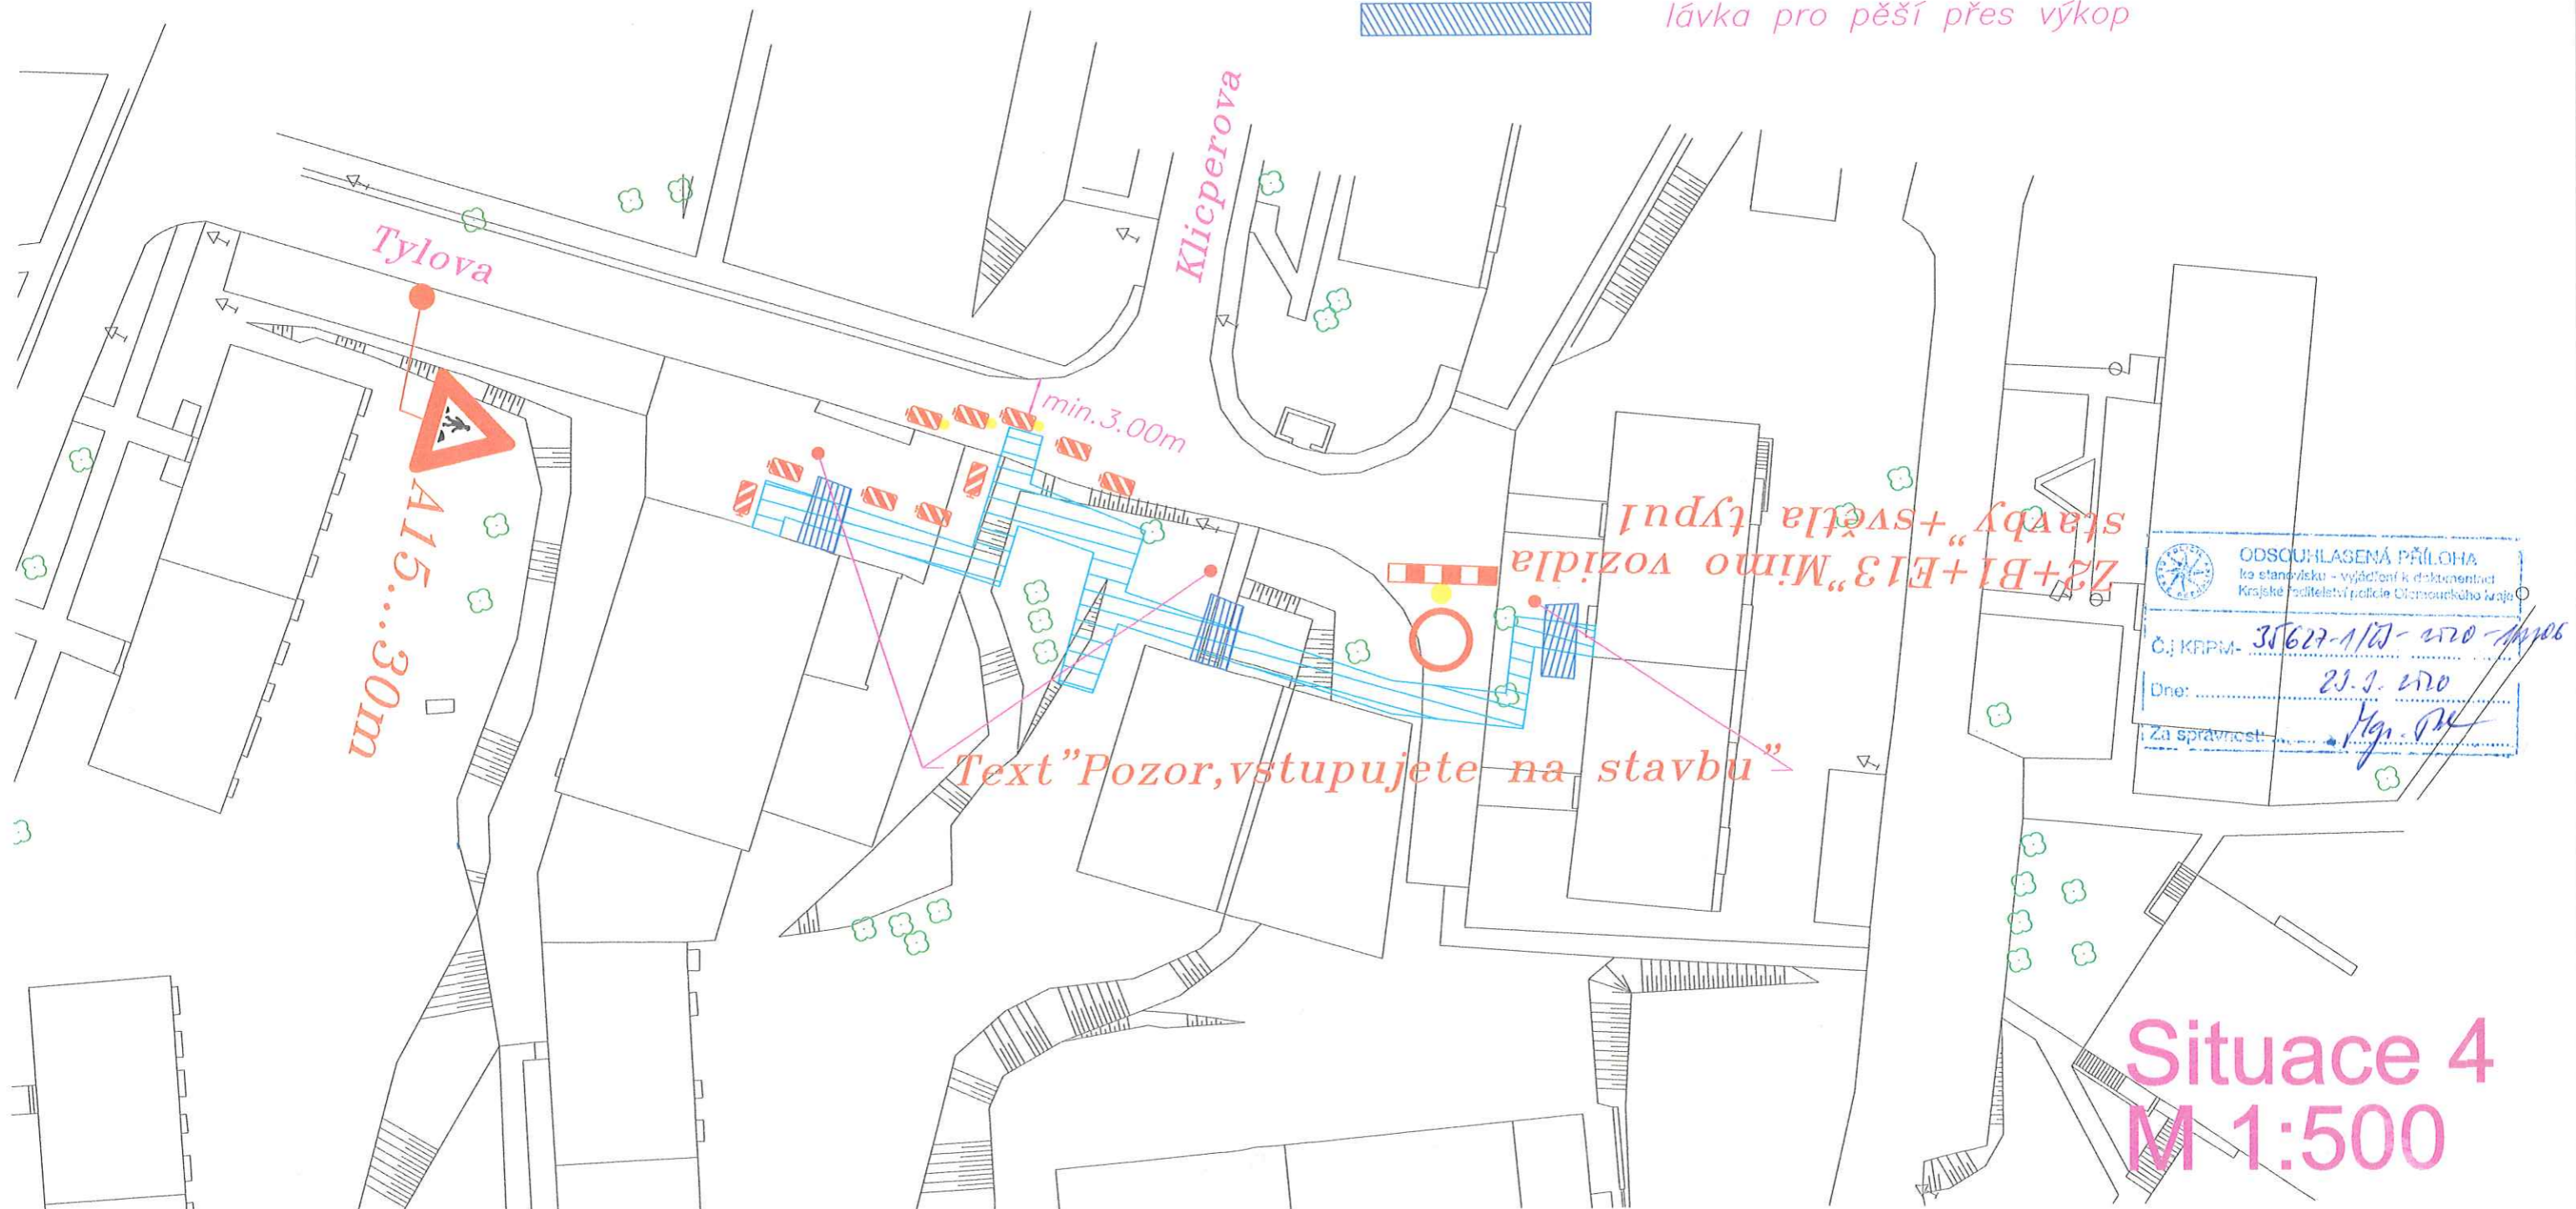 lávka pro pěší přes výkop
Klicperova
Tylova
min.3.00m
A15...30m
Z2+B1+E13"Mimo vozidla
stavby"+světla typu1
Text"Pozor,vstupujete na stavbu"
ODSOUHLASENÁ PŘÍLOHA
ke stanovisku - vyjádření k dokumentaci
Krajské ředitelství policie Olomouckého kraje
Č.j KRPM-
Dne:
Za správnost:
Mgr.
Situace 4
M 1:500